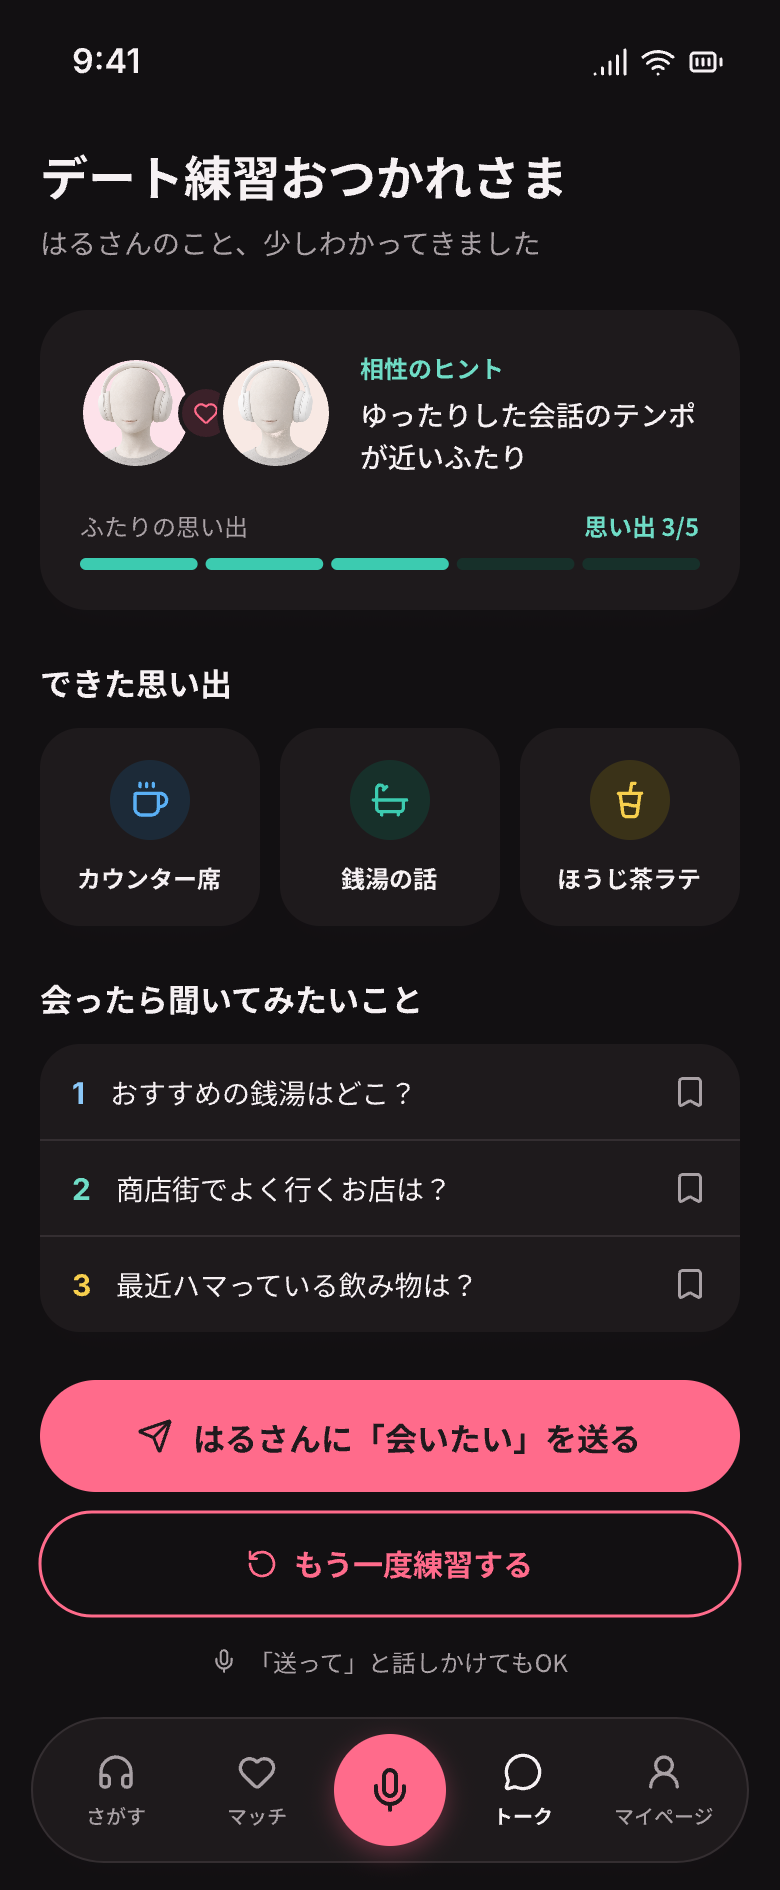 9:41
デート練習おつかれさま
はるさんのこと、少しわかってきました
相性のヒント
ゆったりした会話のテンポ
が近いふたり
ふたりの思い出
思い出 3/5
できた思い出
カウンター席
銭湯の話
ほうじ茶ラテ
会ったら聞いてみたいこと
1 おすすめの銭湯はどこ？
2 商店街でよく行くお店は？
3 最近ハマっている飲み物は？
はるさんに「会いたい」を送る
もう一度練習する
「送って」と話しかけてもOK
さがす
マッチ
トーク
マイページ